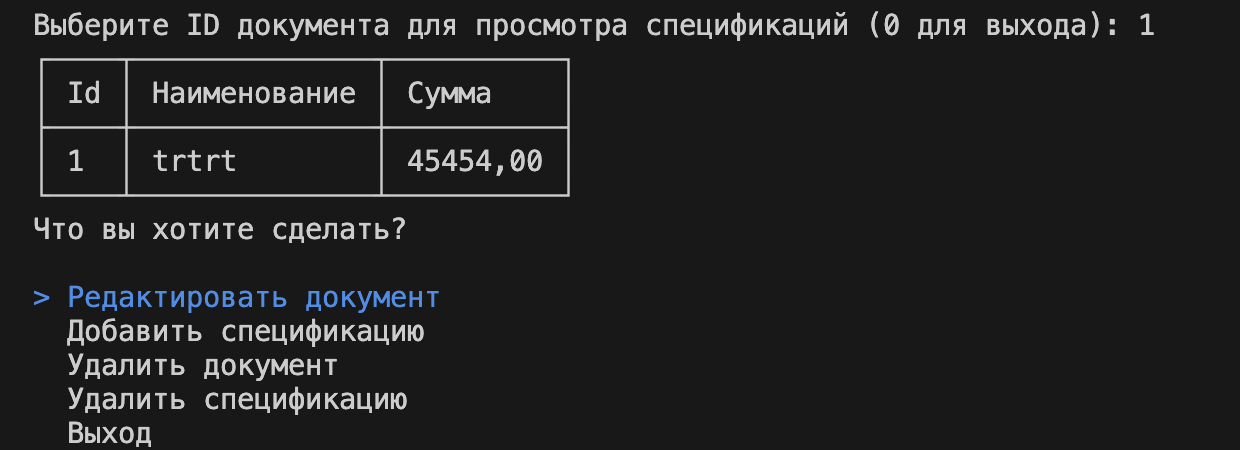 Выберите ID документа для просмотра спецификаций (0 для выхода): 1
Id Наименование Сумма
1 trtrt 45454,00
Что вы хотите сделать?
> Редактировать документ
Добавить спецификацию
Удалить документ
Удалить спецификацию
Выход